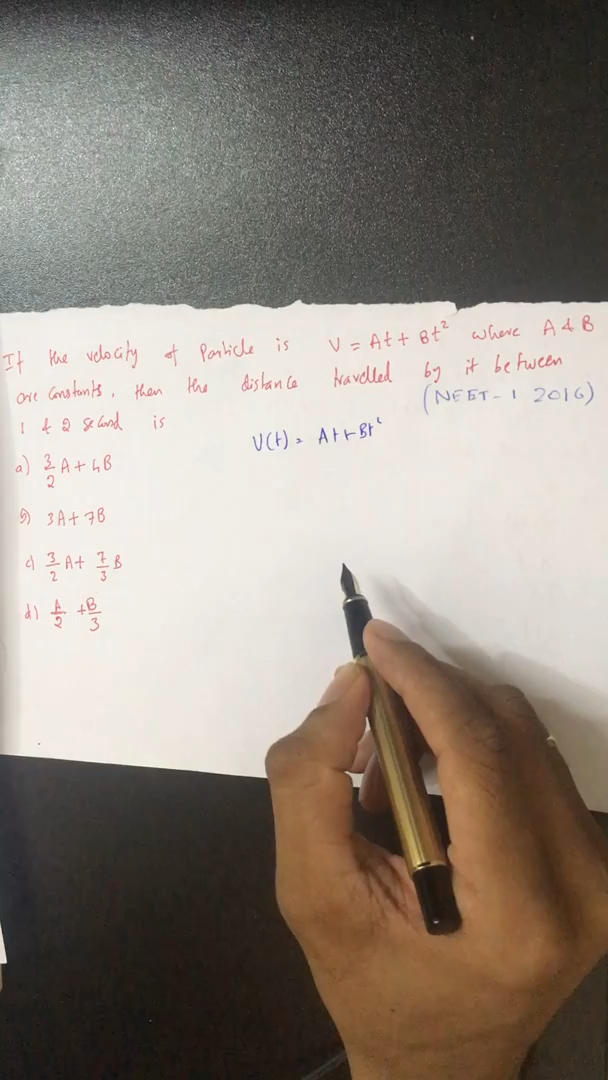 If the velocity of Particle is V = At + Bt² where A & B
are constants, then the distance travelled by it between
1 & 2 second is (NEET-1 2016)
V(t) = At+Bt²
a) 3/2 A + 4B
b) 3A + 7B
c) 3/2 A + 7/3 B
d) A/2 + B/3